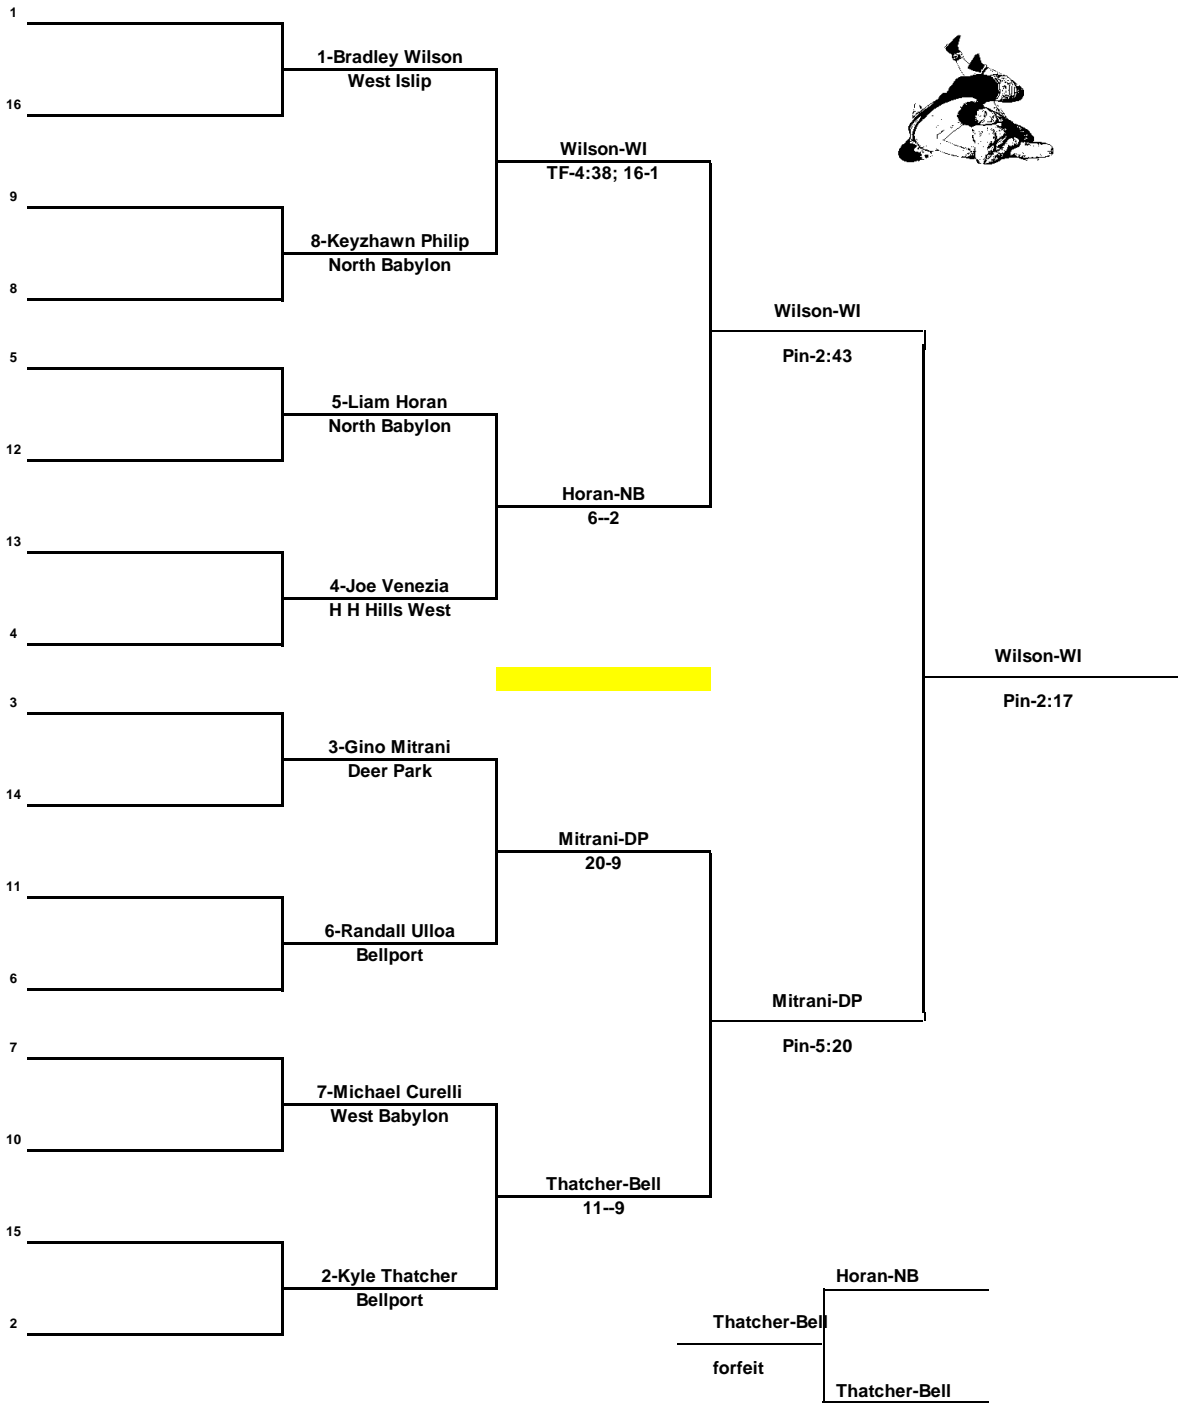 1
1-Bradley Wilson
West Islip
16
Wilson-WI
TF-4:38; 16-1
9
8-Keyzhawn Philip
North Babylon
8
Wilson-WI
Pin-2:43
5
5-Liam Horan
North Babylon
12
Horan-NB
6--2
13
4-Joe Venezia
H H Hills West
4
Wilson-WI
Pin-2:17
3
3-Gino Mitrani
Deer Park
14
Mitrani-DP
20-9
11
6-Randall Ulloa
Bellport
6
Mitrani-DP
Pin-5:20
7
7-Michael Curelli
West Babylon
10
Thatcher-Bell
11--9
15
2-Kyle Thatcher
Bellport
2
Horan-NB
Thatcher-Bell
forfeit
Thatcher-Bell